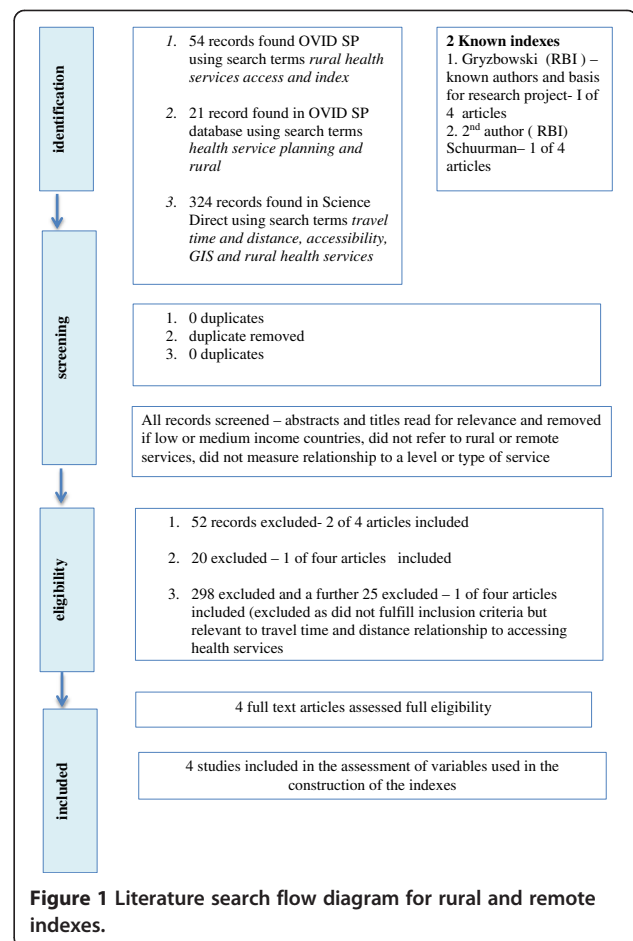 identification
1. 54 records found OVID SP
using search terms rural health
services access and index
2. 21 record found in OVID SP
database using search terms
health service planning and
rural
3. 324 records found in Science
Direct using search terms travel
time and distance, accessibility,
GIS and rural health services
2 Known indexes
1. Gryzbowski (RBI ) –
known authors and basis
for research project- I of
4 articles
2. 2nd author ( RBI)
Schuurman– 1 of 4
articles
screening
1. 0 duplicates
2. duplicate removed
3. 0 duplicates
All records screened – abstracts and titles read for relevance and removed
if low or medium income countries, did not refer to rural or remote
services, did not measure relationship to a level or type of service
eligibility
1. 52 records excluded- 2 of 4 articles included
2. 20 excluded – 1 of four articles included
3. 298 excluded and a further 25 excluded – 1 of four articles
included (excluded as did not fulfill inclusion criteria but
relevant to travel time and distance relationship to accessing
health services
included
4 full text articles assessed full eligibility
4 studies included in the assessment of variables used in the
construction of the indexes
Figure 1 Literature search flow diagram for rural and remote
indexes.